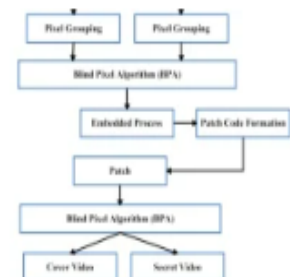 Pixel Grouping
Pixel Grouping
Blind Pixel Algorithm (BPA)
Embedded Process
Patch Code Formation
Patch
Blind Pixel Algorithm (BPA)
Cover Video
Secret Video